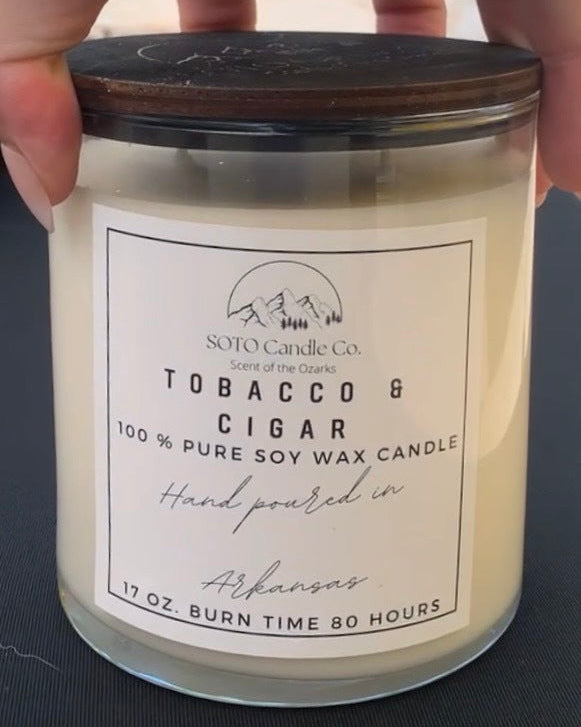 SOTO Candle Co.
Scent of the Ozarks
TOBACCO &
CIGAR
100 % PURE SOY WAX CANDLE
Hand poured in
Arkansas
17 OZ. BURN TIME 80 HOURS